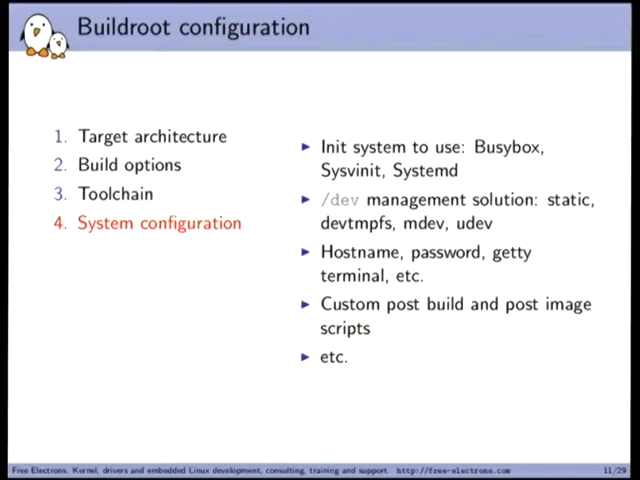 Buildroot configuration
1. Target architecture
2. Build options
3. Toolchain
4. System configuration
▶ Init system to use: Busybox,
Sysvinit, Systemd
▶ /dev management solution: static,
devtmpfs, mdev, udev
▶ Hostname, password, getty
terminal, etc.
▶ Custom post build and post image
scripts
▶ etc.
Free Electrons. Kernel, drivers and embedded Linux development, consulting, training and support. http://free-electrons.com 11/29